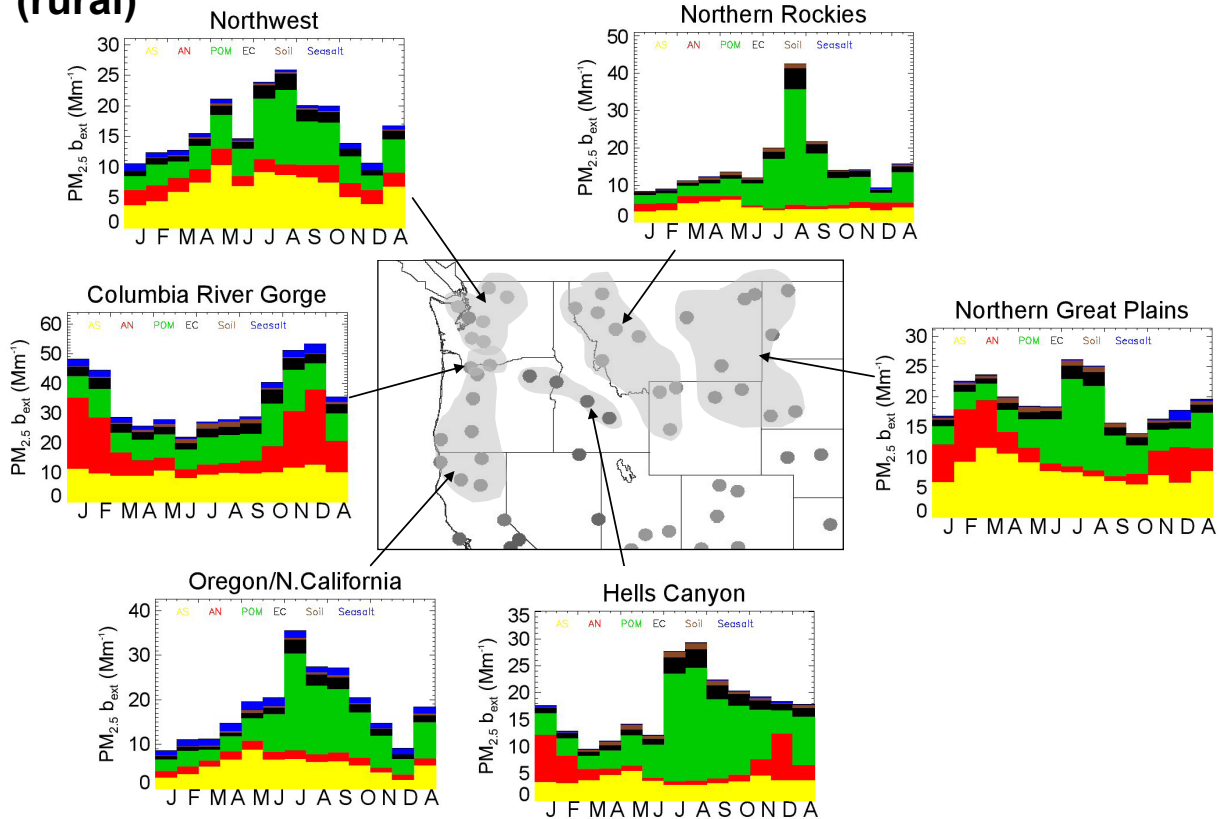 (rural)
Northwest
AS AN POM EC Soil Seasalt
PM2.5 bext (Mm-1)
30
25
20
15
10
5
0
J F M A M J J A S O N D A
Northern Rockies
AS AN POM EC Soil Seasalt
PM2.5 bext (Mm-1)
50
40
30
20
10
0
J F M A M J J A S O N D A
Columbia River Gorge
AS AN POM EC Soil Seasalt
PM2.5 bext (Mm-1)
60
50
40
30
20
10
0
J F M A M J J A S O N D A
Northern Great Plains
AS AN POM EC Soil Seasalt
PM2.5 bext (Mm-1)
30
25
20
15
10
5
0
J F M A M J J A S O N D A
Oregon/N.California
AS AN POM EC Soil Seasalt
PM2.5 bext (Mm-1)
40
30
20
10
0
J F M A M J J A S O N D A
Hells Canyon
AS AN POM EC Soil Seasalt
PM2.5 bext (Mm-1)
35
30
25
20
15
10
5
0
J F M A M J J A S O N D A